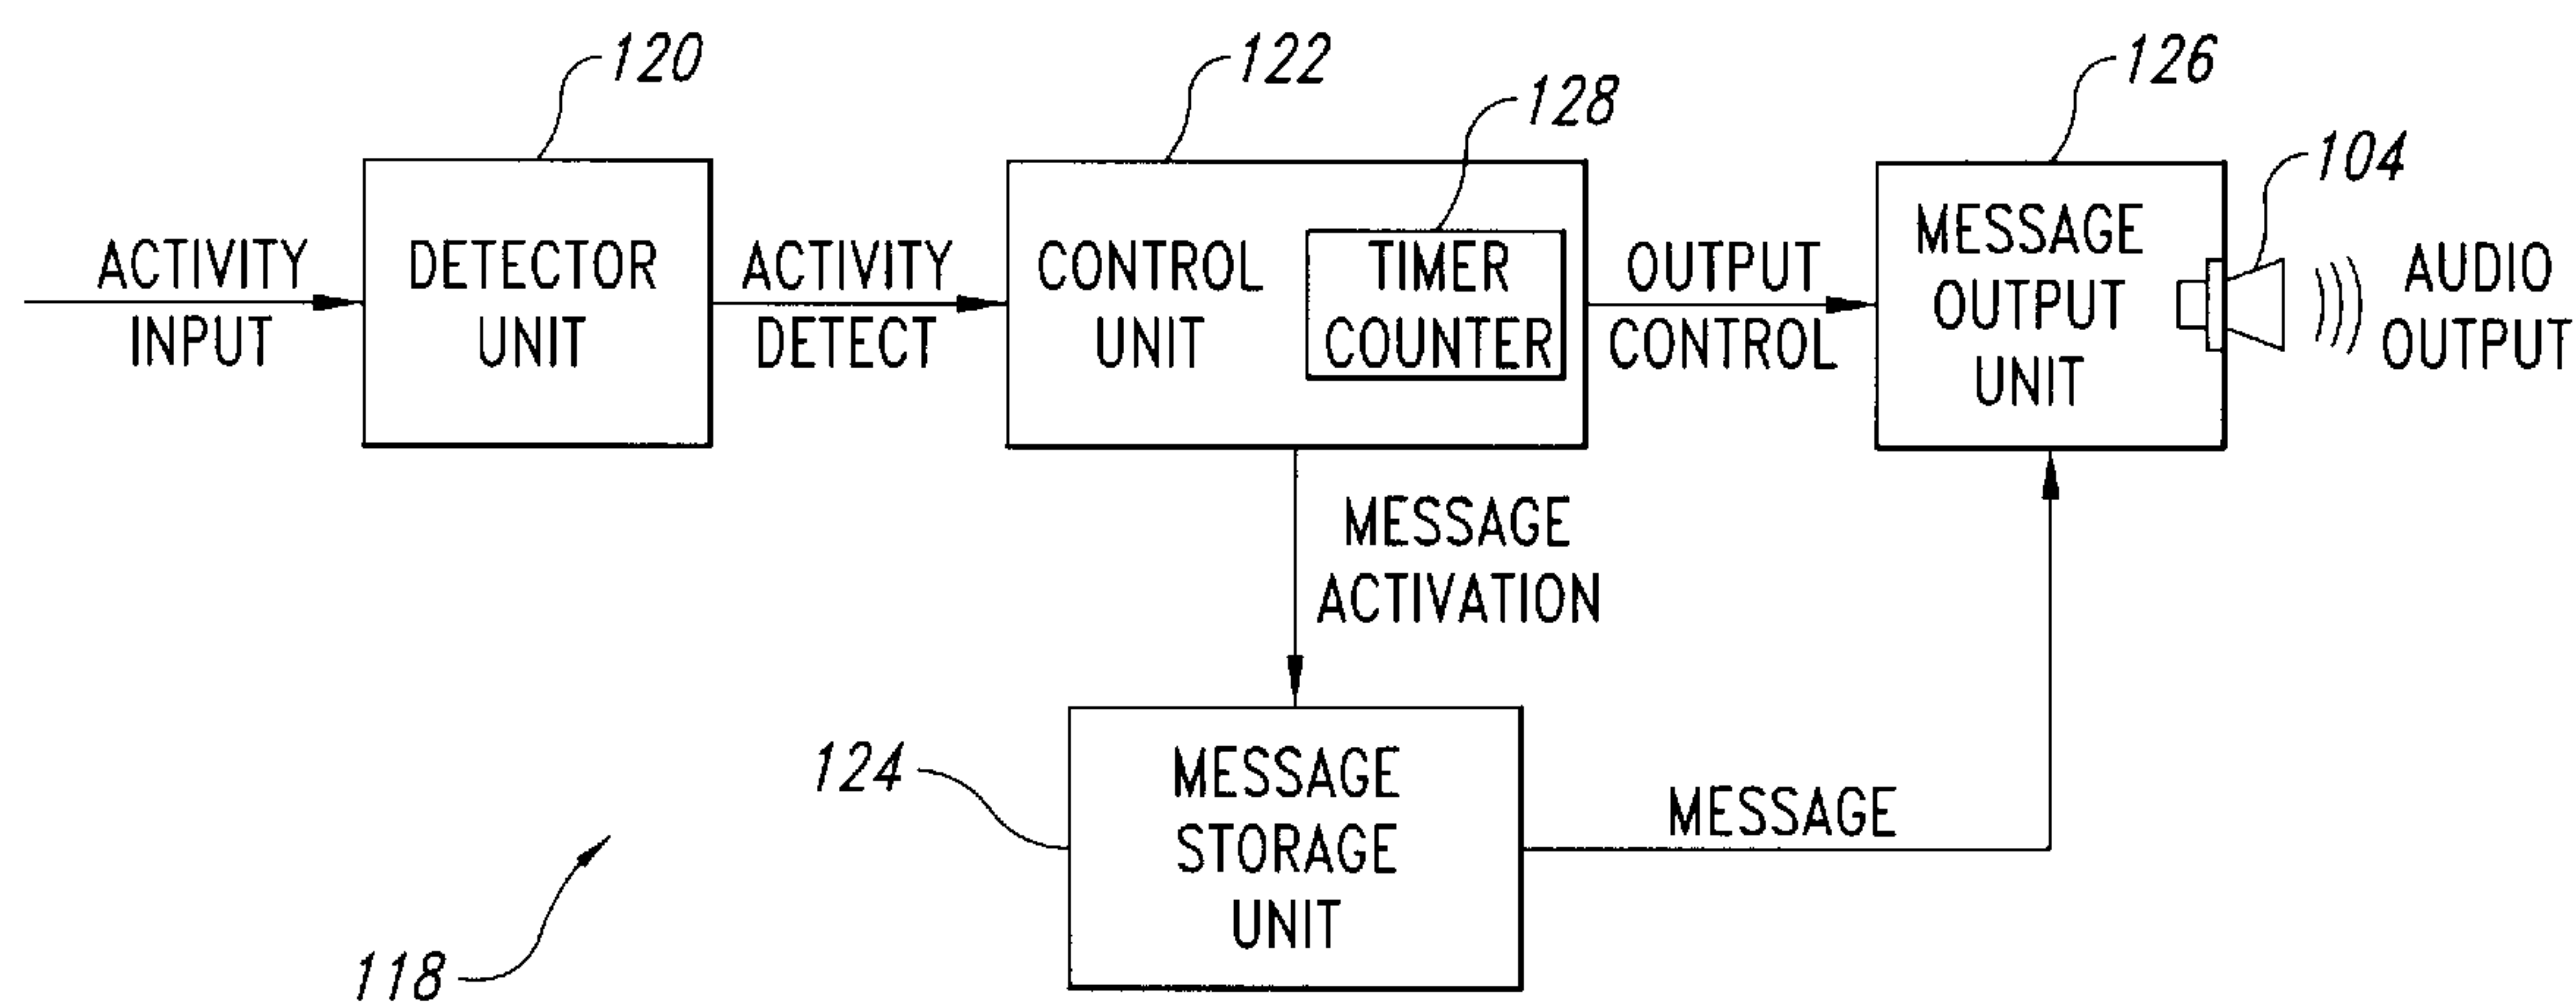 120
122
128
126
104
ACTIVITY
INPUT
DETECTOR
UNIT
ACTIVITY
DETECT
CONTROL
UNIT
TIMER
COUNTER
OUTPUT
CONTROL
MESSAGE
OUTPUT
UNIT
AUDIO
OUTPUT
MESSAGE
ACTIVATION
124
MESSAGE
STORAGE
UNIT
MESSAGE
118